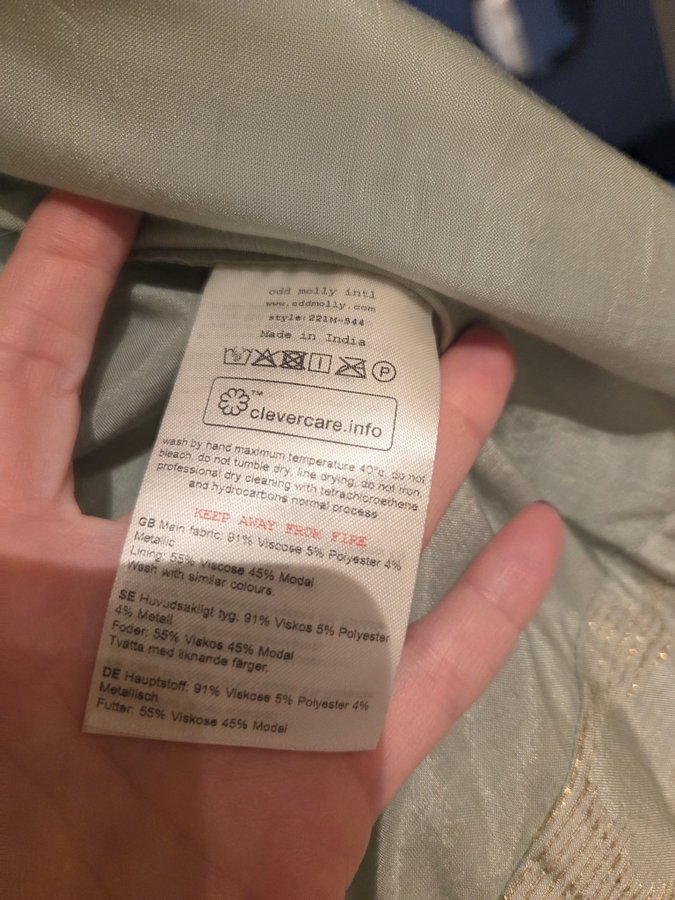 odd molly intl
www.oddmolly.com
style:221M-944
Made in India
P
™
clevercare.info
wash by hand maximum temperature 40°c, do not
bleach, do not tumble dry, line drying, do not iron,
professional dry cleaning with tetrachloroethene
and hydrocarbons normal process
KEEP AWAY FROM FIRE
GB Main fabric: 91% Viscose 5% Polyester 4%
Metallic
Lining: 55% Viscose 45% Modal
Wash with similar colours.
SE Huvudsakligt tyg: 91% Viskos 5% Polyester
4% Metall
Foder: 55% Viskos 45% Modal
Tvätta med liknande färger.
DE Hauptstoff: 91% Viskose 5% Polyester 4%
Metallisch
Futter: 55% Viskose 45% Modal